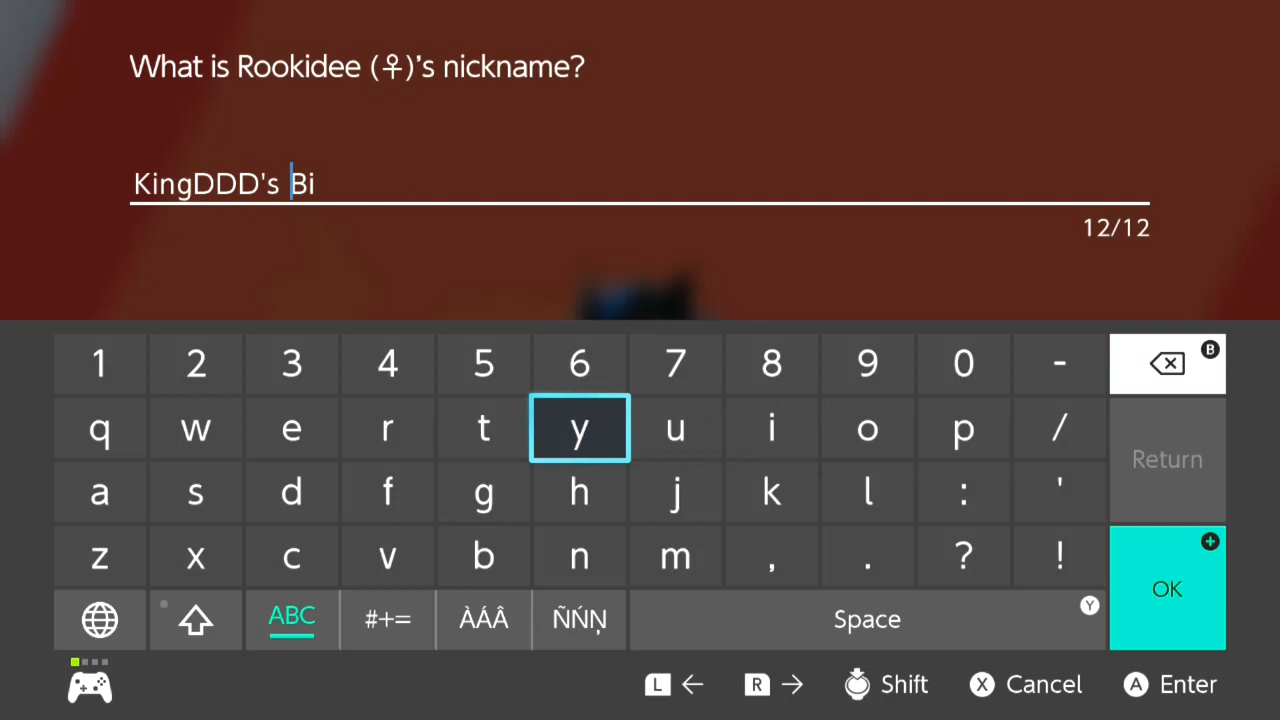 What is Rookidee (♀)'s nickname?
KingDDD's Bi
12/12
1 2 3 4 5 6 7 8 9 0 - B
q w e r t y u i o p /
Return
a s d f g h j k l : '
z x c v b n m , . ? !
OK
ABC #+= ÀÁÂ ÑŃŅ Space Y
L ← R → Shift X Cancel A Enter